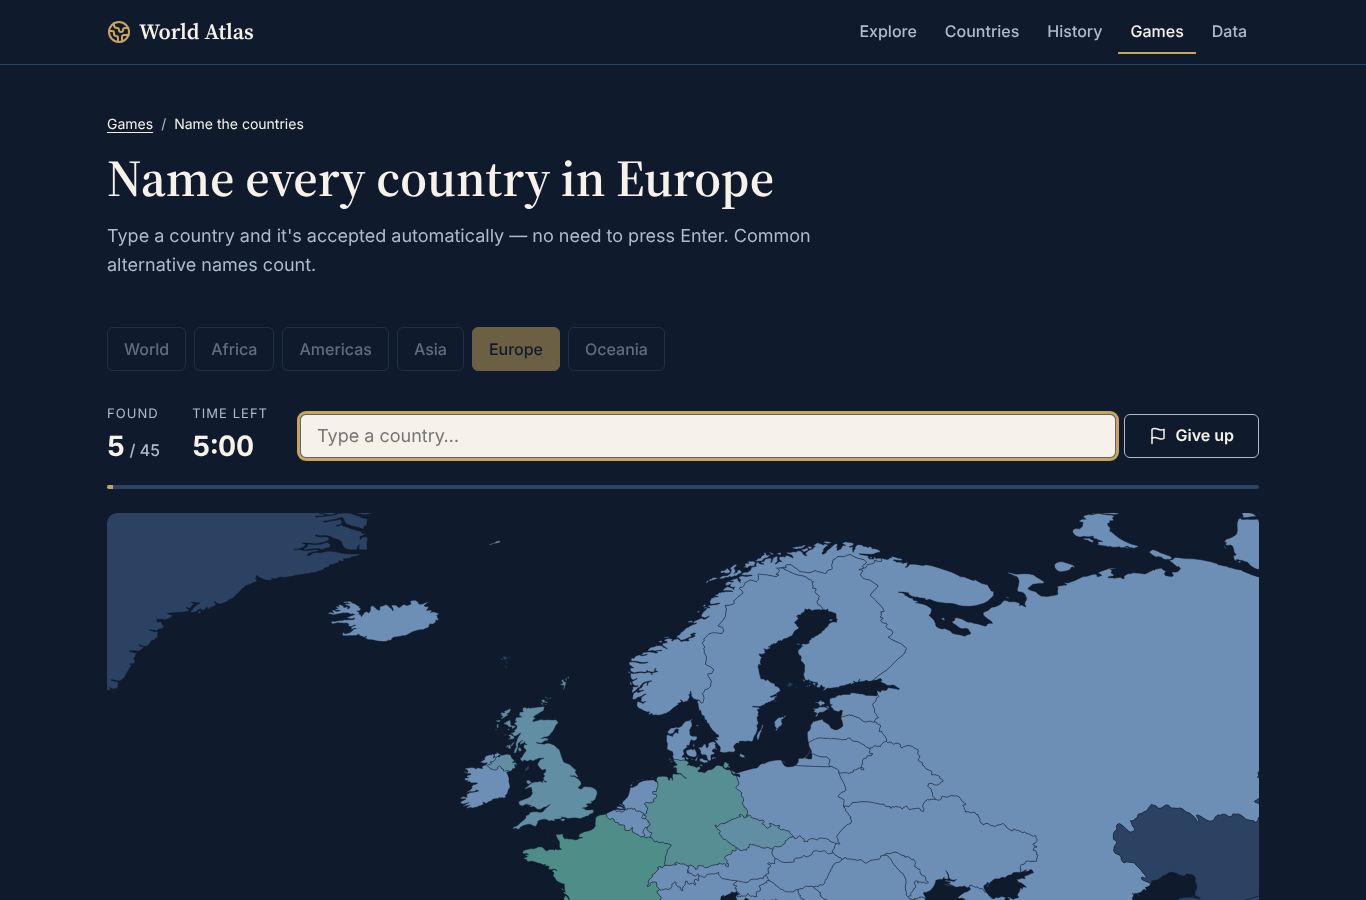 World Atlas
Explore
Countries
History
Games
Data
Games / Name the countries
Name every country in Europe
Type a country and it's accepted automatically — no need to press Enter. Common
alternative names count.
World
Africa
Americas
Asia
Europe
Oceania
FOUND
5 / 45
TIME LEFT
5:00
Type a country...
Give up